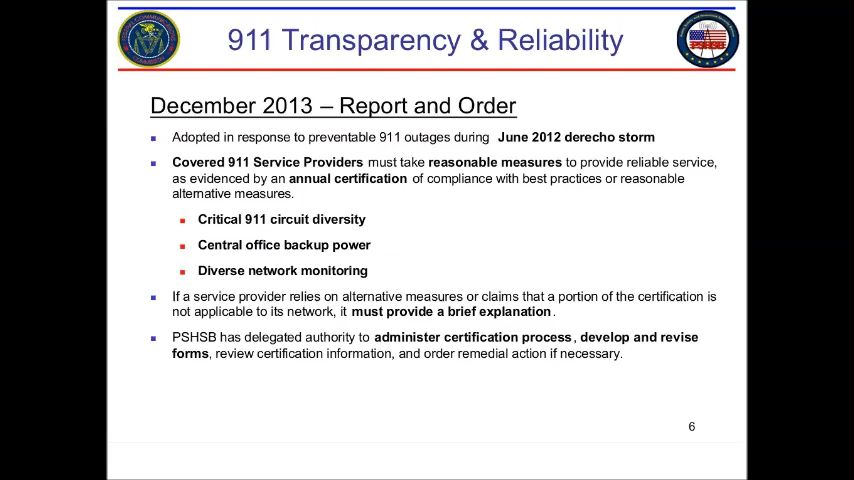 911 Transparency & Reliability
PSHSB
December 2013 – Report and Order
Adopted in response to preventable 911 outages during June 2012 derecho storm
Covered 911 Service Providers must take reasonable measures to provide reliable service,
as evidenced by an annual certification of compliance with best practices or reasonable
alternative measures.
Critical 911 circuit diversity
Central office backup power
Diverse network monitoring
If a service provider relies on alternative measures or claims that a portion of the certification is
not applicable to its network, it must provide a brief explanation.
PSHSB has delegated authority to administer certification process, develop and revise
forms, review certification information, and order remedial action if necessary.
6